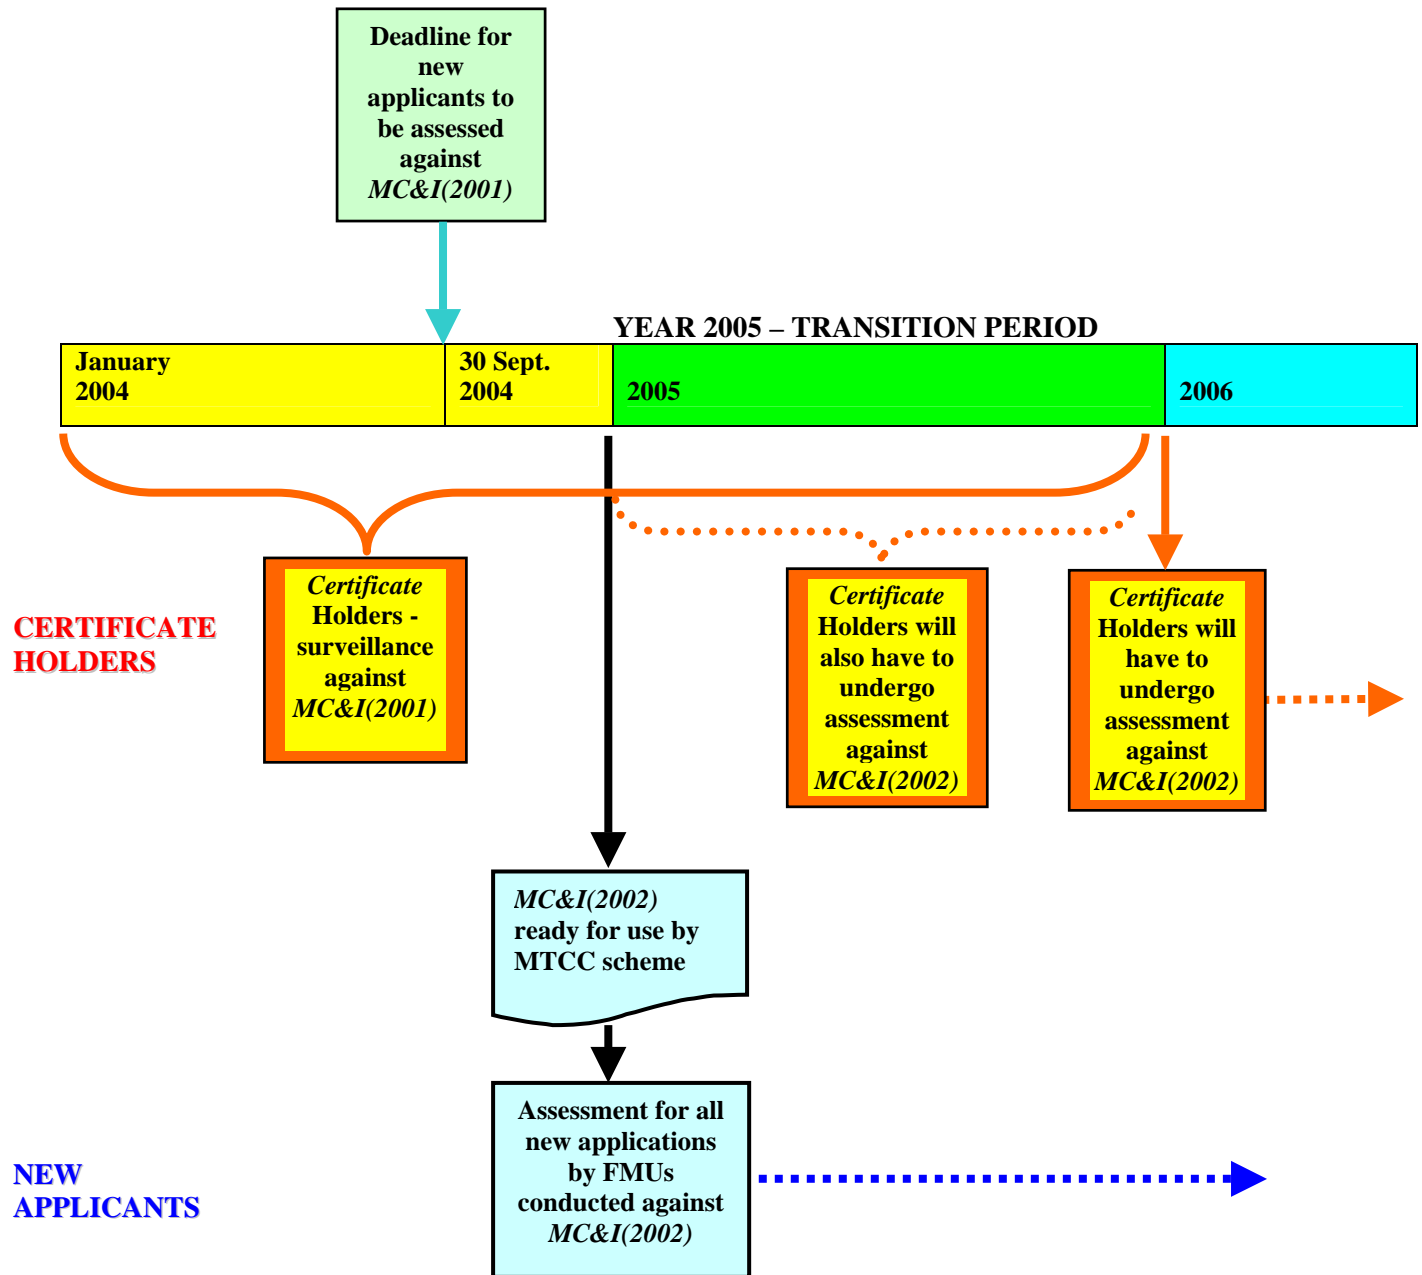 Deadline for
new
applicants to
be assessed
against
MC&I(2001)
YEAR 2005 – TRANSITION PERIOD
January
2004
30 Sept.
2004
2005
2006
CERTIFICATE
HOLDERS
Certificate
Holders -
surveillance
against
MC&I(2001)
Certificate
Holders will
also have to
undergo
assessment
against
MC&I(2002)
Certificate
Holders will
have to
undergo
assessment
against
MC&I(2002)
MC&I(2002)
ready for use by
MTCC scheme
NEW
APPLICANTS
Assessment for all
new applications
by FMUs
conducted against
MC&I(2002)